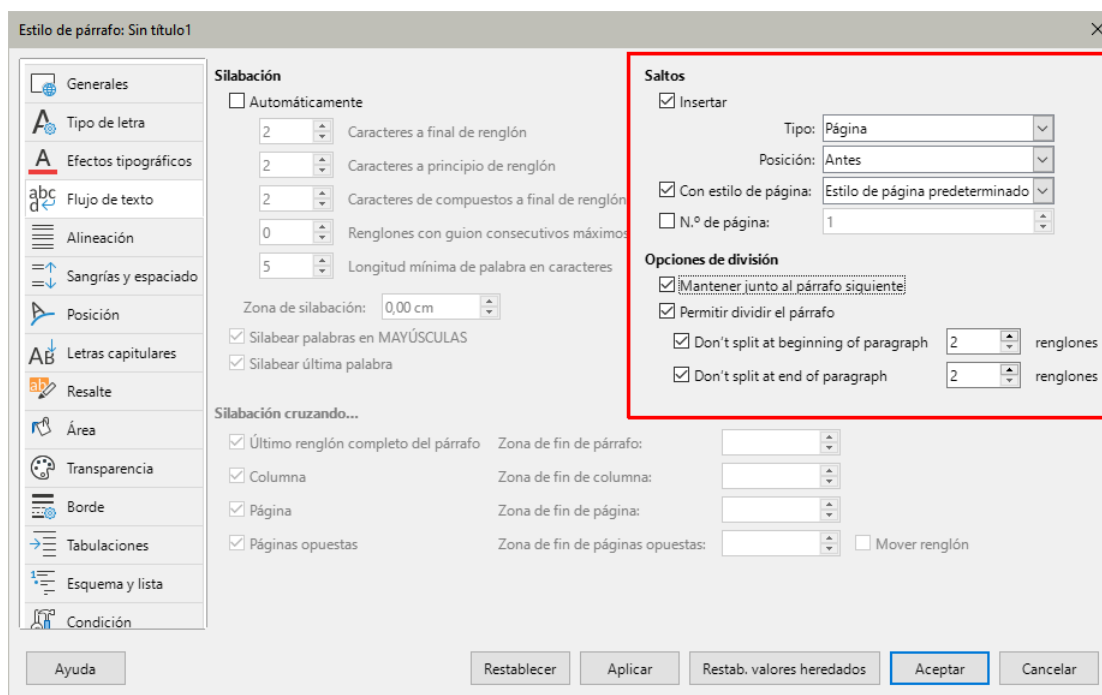 Estilo de párrafo: Sin título1
Generales
Tipo de letra
Efectos tipográficos
Flujo de texto
Alineación
Sangrías y espaciado
Posición
Letras capitulares
Resalte
Área
Transparencia
Borde
Tabulaciones
Esquema y lista
Condición
Silabación
Automáticamente
2 Caracteres a final de renglón
2 Caracteres a principio de renglón
2 Caracteres de compuestos a final de renglón
0 Renglones con guion consecutivos máximos
5 Longitud mínima de palabra en caracteres
Zona de silabación: 0,00 cm
Silabear palabras en MAYÚSCULAS
Silabear última palabra
Silabación cruzando...
Último renglón completo del párrafo Zona de fin de párrafo:
Columna Zona de fin de columna:
Página Zona de fin de página:
Páginas opuestas Zona de fin de páginas opuestas: Mover renglón
Saltos
Insertar
Tipo: Página
Posición: Antes
Con estilo de página: Estilo de página predeterminado
N.º de página: 1
Opciones de división
Mantener junto al párrafo siguiente
Permitir dividir el párrafo
Don't split at beginning of paragraph 2 renglones
Don't split at end of paragraph 2 renglones
Ayuda Restablecer Aplicar Restab. valores heredados Aceptar Cancelar